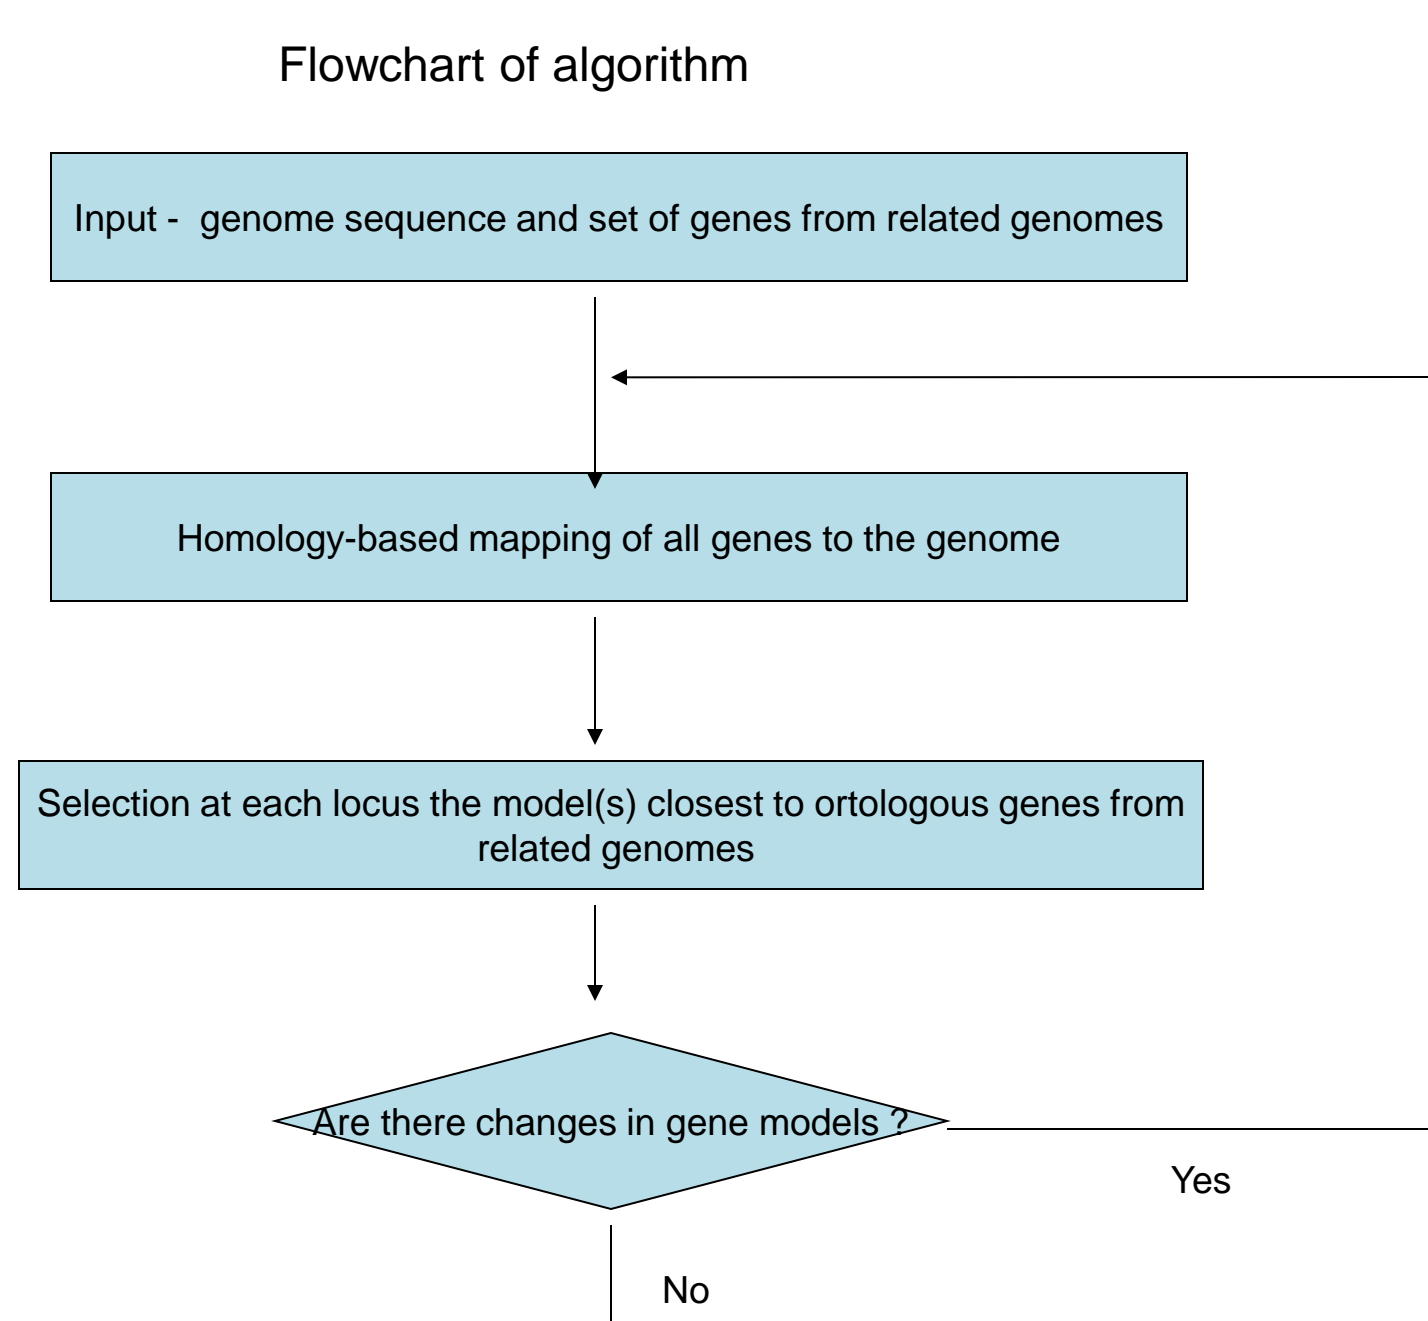 Flowchart of algorithm
Input -  genome sequence and set of genes from related genomes
Homology-based mapping of all genes to the genome
Selection at each locus the model(s) closest to ortologous genes from
related genomes
Are there changes in gene models ?
Yes
No